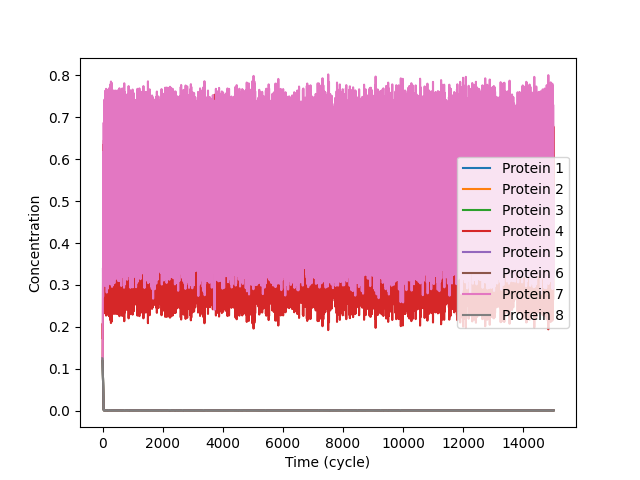 0.8
0.7
0.6
0.5
0.4
0.3
0.2
0.1
0.0
Concentration
0
2000
4000
6000
8000
10000
12000
14000
Time (cycle)
Protein 1
Protein 2
Protein 3
Protein 4
Protein 5
Protein 6
Protein 7
Protein 8